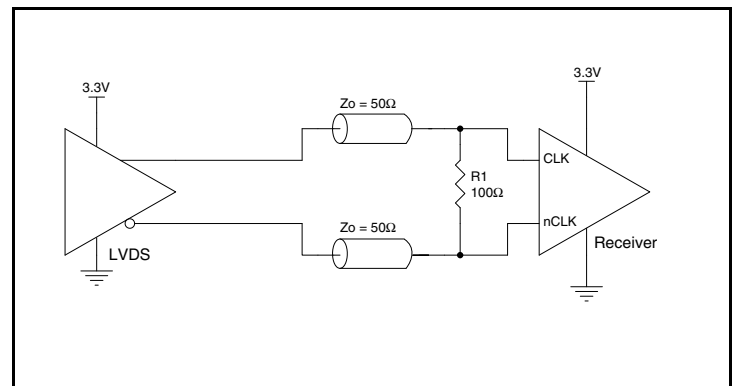 3.3V
3.3V
Zo = 50Ω
CLK
R1
100Ω
Zo = 50Ω
nCLK
LVDS
Receiver